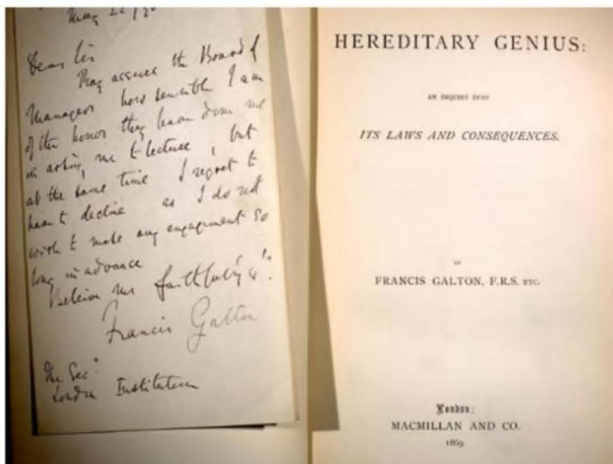 May 22/90
Dear Sir
Pray assure the Board of
Managers how sensible I am
of the honor they have done me
in asking me to lecture, but
at the same time I regret to
have to decline as I do not
wish to make any engagement so
long in advance
Believe me faithfully
Francis Galton
The Sec.
London Institution
HEREDITARY GENIUS:
AN INQUIRY INTO
ITS LAWS AND CONSEQUENCES.
BY
FRANCIS GALTON, F.R.S. ETC.
London:
MACMILLAN AND CO.
1869.